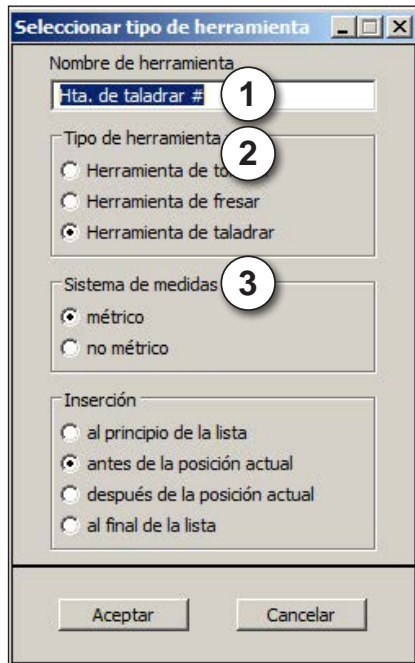 Seleccionar tipo de herramienta
Nombre de herramienta
Hta. de taladrar #
1
Tipo de herramienta
2
Herramienta de
Herramienta de fresar
Herramienta de taladrar
Sistema de medidas
3
métrico
no métrico
Inserción
al principio de la lista
antes de la posición actual
después de la posición actual
al final de la lista
Aceptar
Cancelar